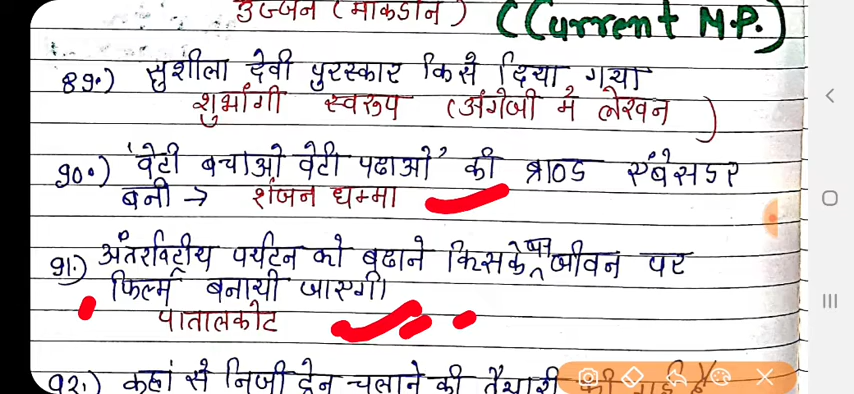 उज्जैन (माकडोन) (Current M.P.)
89.) सुशीला देवी पुरस्कार किसे दिया गया
शुभांगी स्वरुप (अंग्रेजी में लेखन)
90.) 'बेटी बचाओ बेटी पढाओ' की ब्राण्ड एंबेसडर
बनी → शंजन थम्मा
91.) अंतर्राष्ट्रीय पर्यटन को बढाने किसके जीवन पर
फिल्म बनायी जाएगी।
पातालकोट
92.) कहां से निजी ट्रेन चलाने की तैयारी